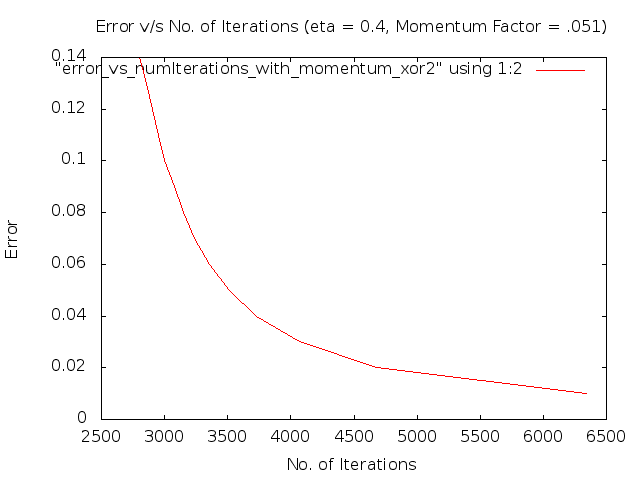 Error v/s No. of Iterations (eta = 0.4, Momentum Factor = .051)
0.14
"error_vs_numIterations_with_momentum_xor2" using 1:2
0.12
0.1
0.08
0.06
0.04
0.02
0
Error
2500 3000 3500 4000 4500 5000 5500 6000 6500
No. of Iterations